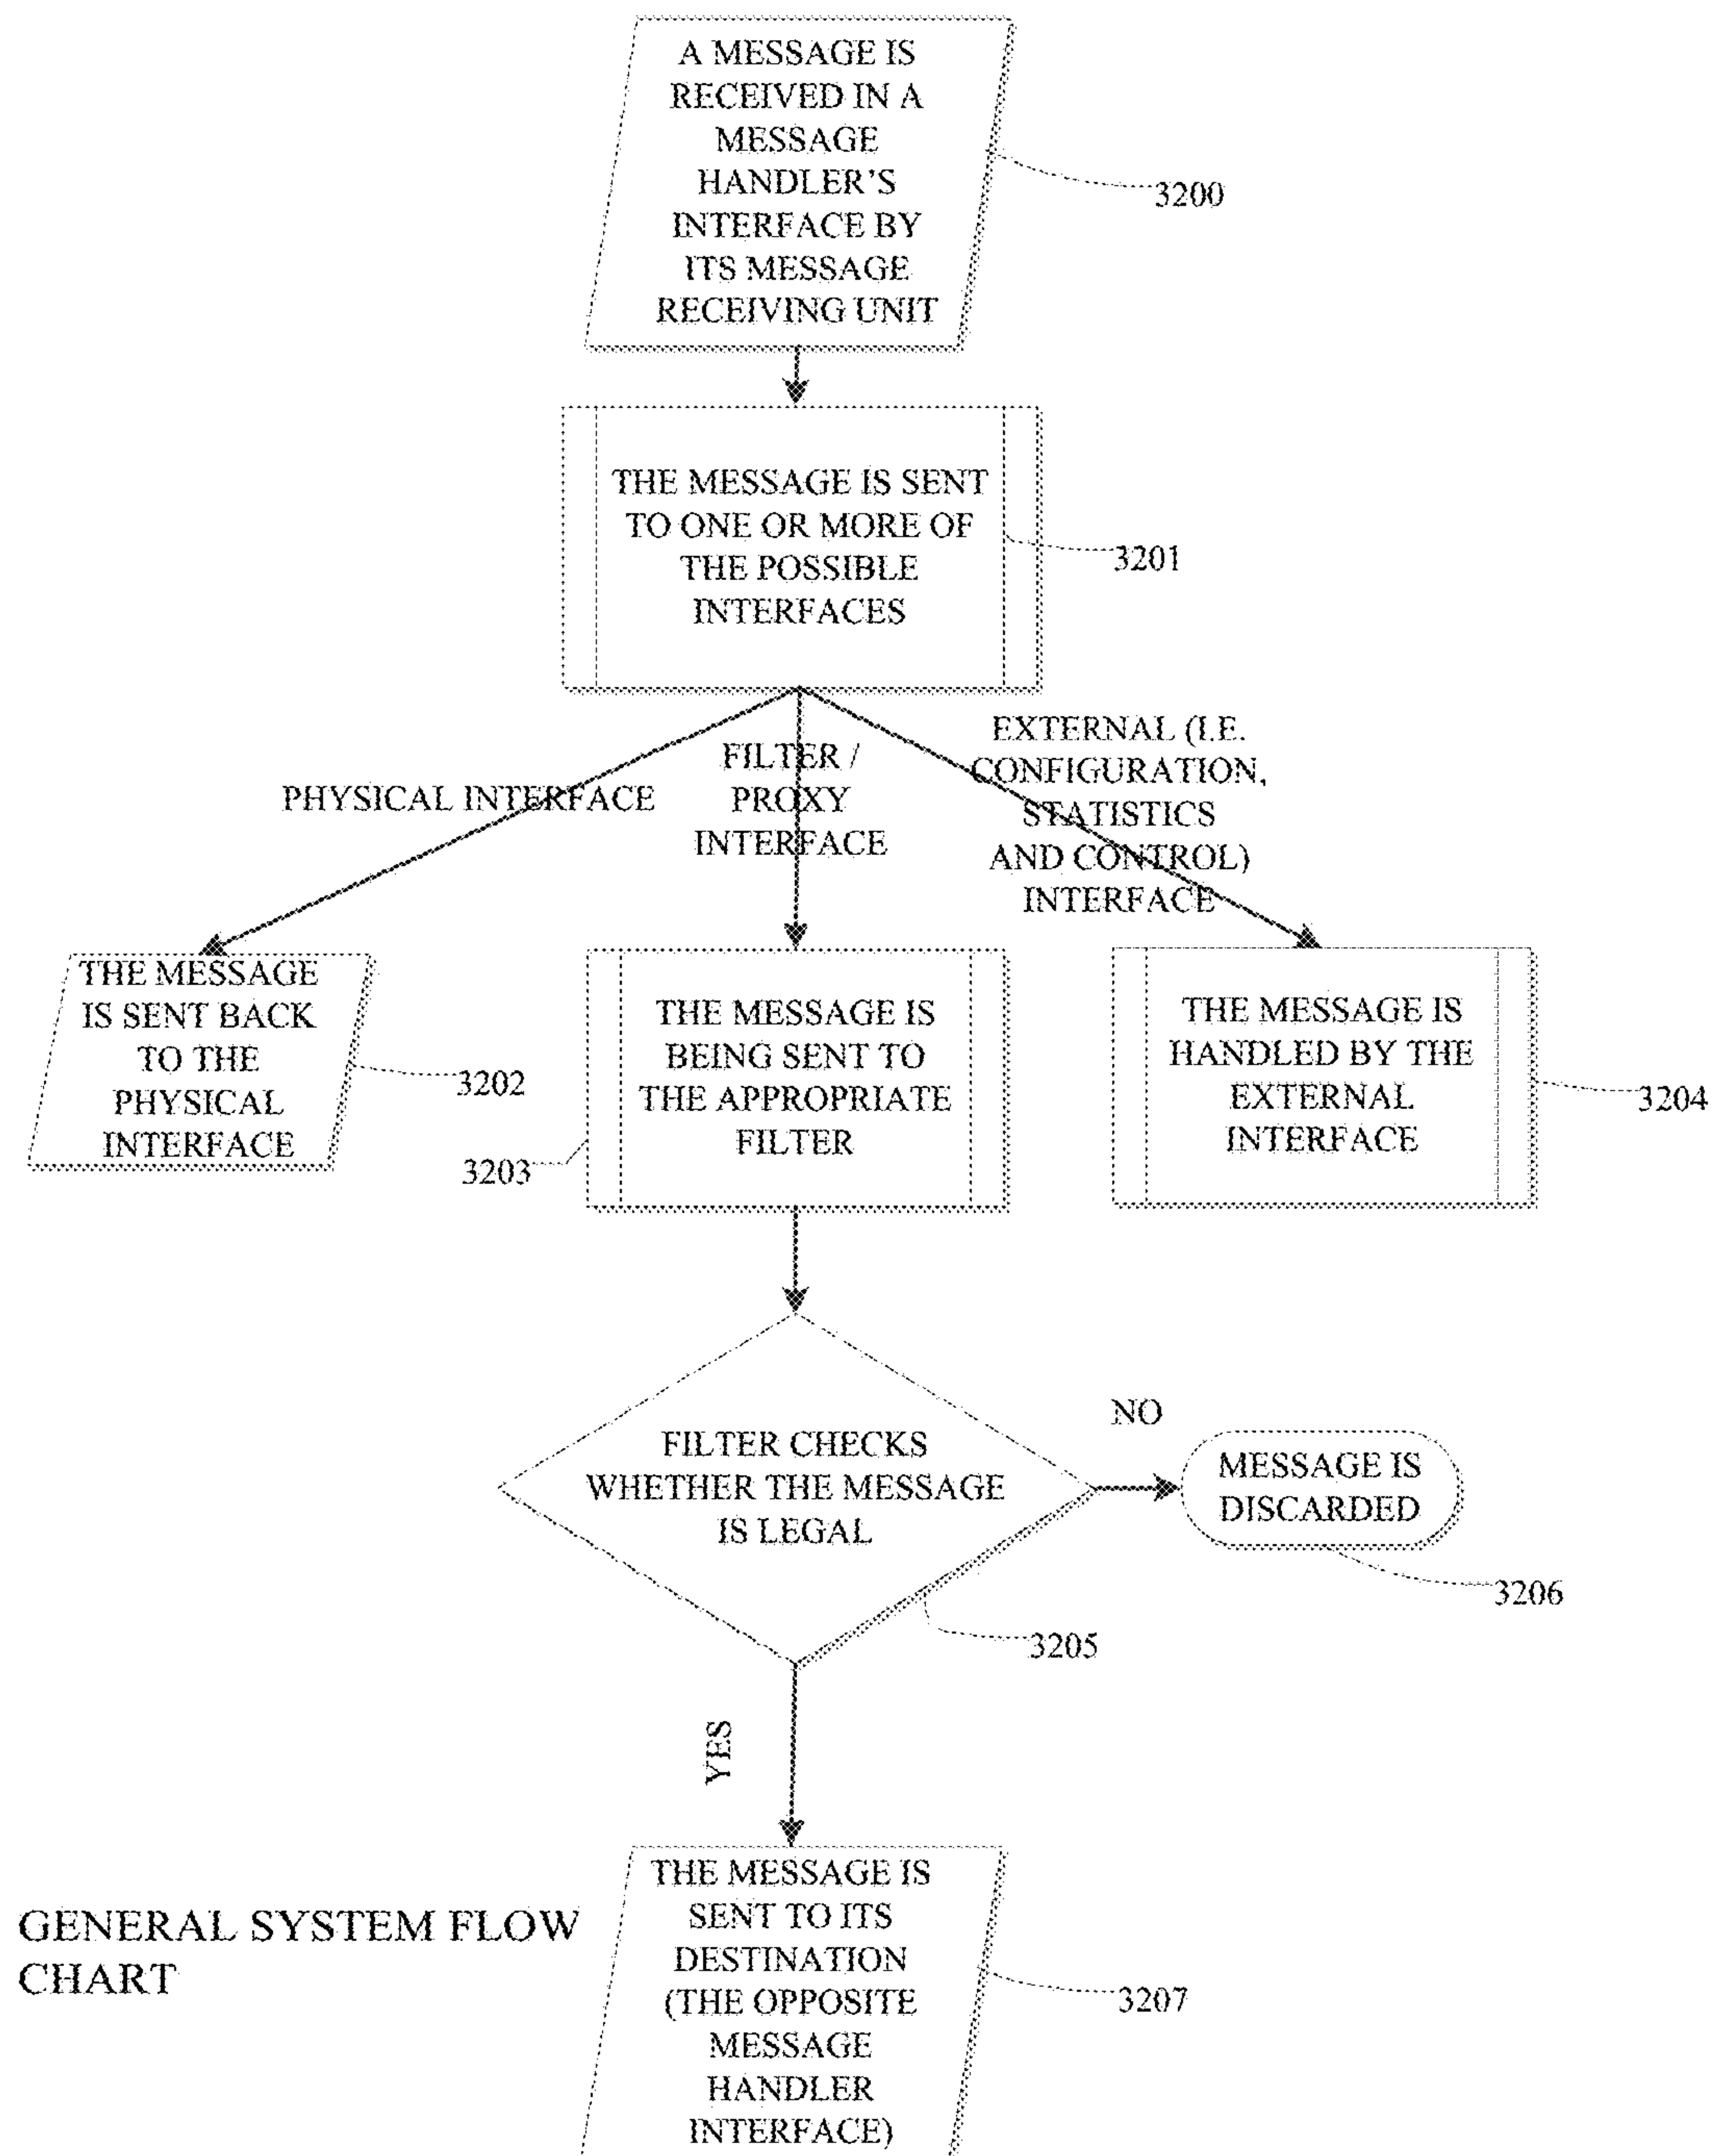 A MESSAGE IS
RECEIVED IN A
MESSAGE
HANDLER'S
INTERFACE BY
ITS MESSAGE
RECEIVING UNIT
3200
THE MESSAGE IS SENT
TO ONE OR MORE OF
THE POSSIBLE
INTERFACES
3201
PHYSICAL INTERFACE
FILTER /
PROXY
INTERFACE
EXTERNAL (I.E.
CONFIGURATION,
STATISTICS
AND CONTROL)
INTERFACE
THE MESSAGE
IS SENT BACK
TO THE
PHYSICAL
INTERFACE
3202
THE MESSAGE IS
BEING SENT TO
THE APPROPRIATE
FILTER
3203
THE MESSAGE IS
HANDLED BY THE
EXTERNAL
INTERFACE
3204
FILTER CHECKS
WHETHER THE MESSAGE
IS LEGAL
3205
NO
MESSAGE IS
DISCARDED
3206
YES
THE MESSAGE IS
SENT TO ITS
DESTINATION
(THE OPPOSITE
MESSAGE
HANDLER
INTERFACE)
3207
GENERAL SYSTEM FLOW
CHART